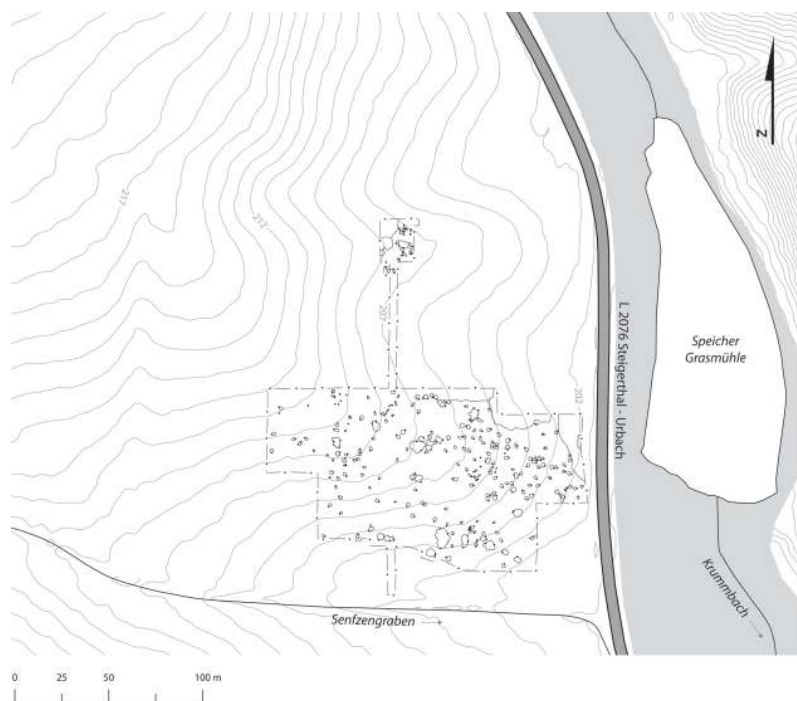 N
217
212
207
202
L 2076 Steigerthal - Urbach
Speicher
Grasmühle
Krummbach
Senfzengraben
0 25 50 100 m